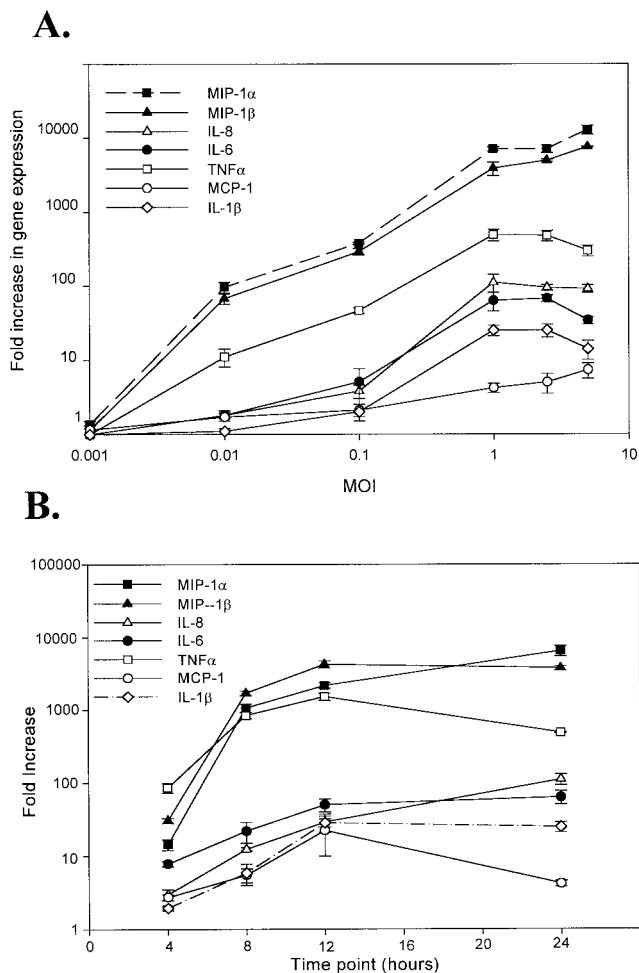 A.
Fold increase in gene expression
10000
1000
100
10
1
MIP-1α
MIP-1β
IL-8
IL-6
TNFα
MCP-1
IL-1β
0.001 0.01 0.1 1 10
MOI
B.
Fold Increase
100000
10000
1000
100
10
1
MIP-1α
MIP--1β
IL-8
IL-6
TNFα
MCP-1
IL-1β
0 4 8 12 16 20 24
Time point (hours)